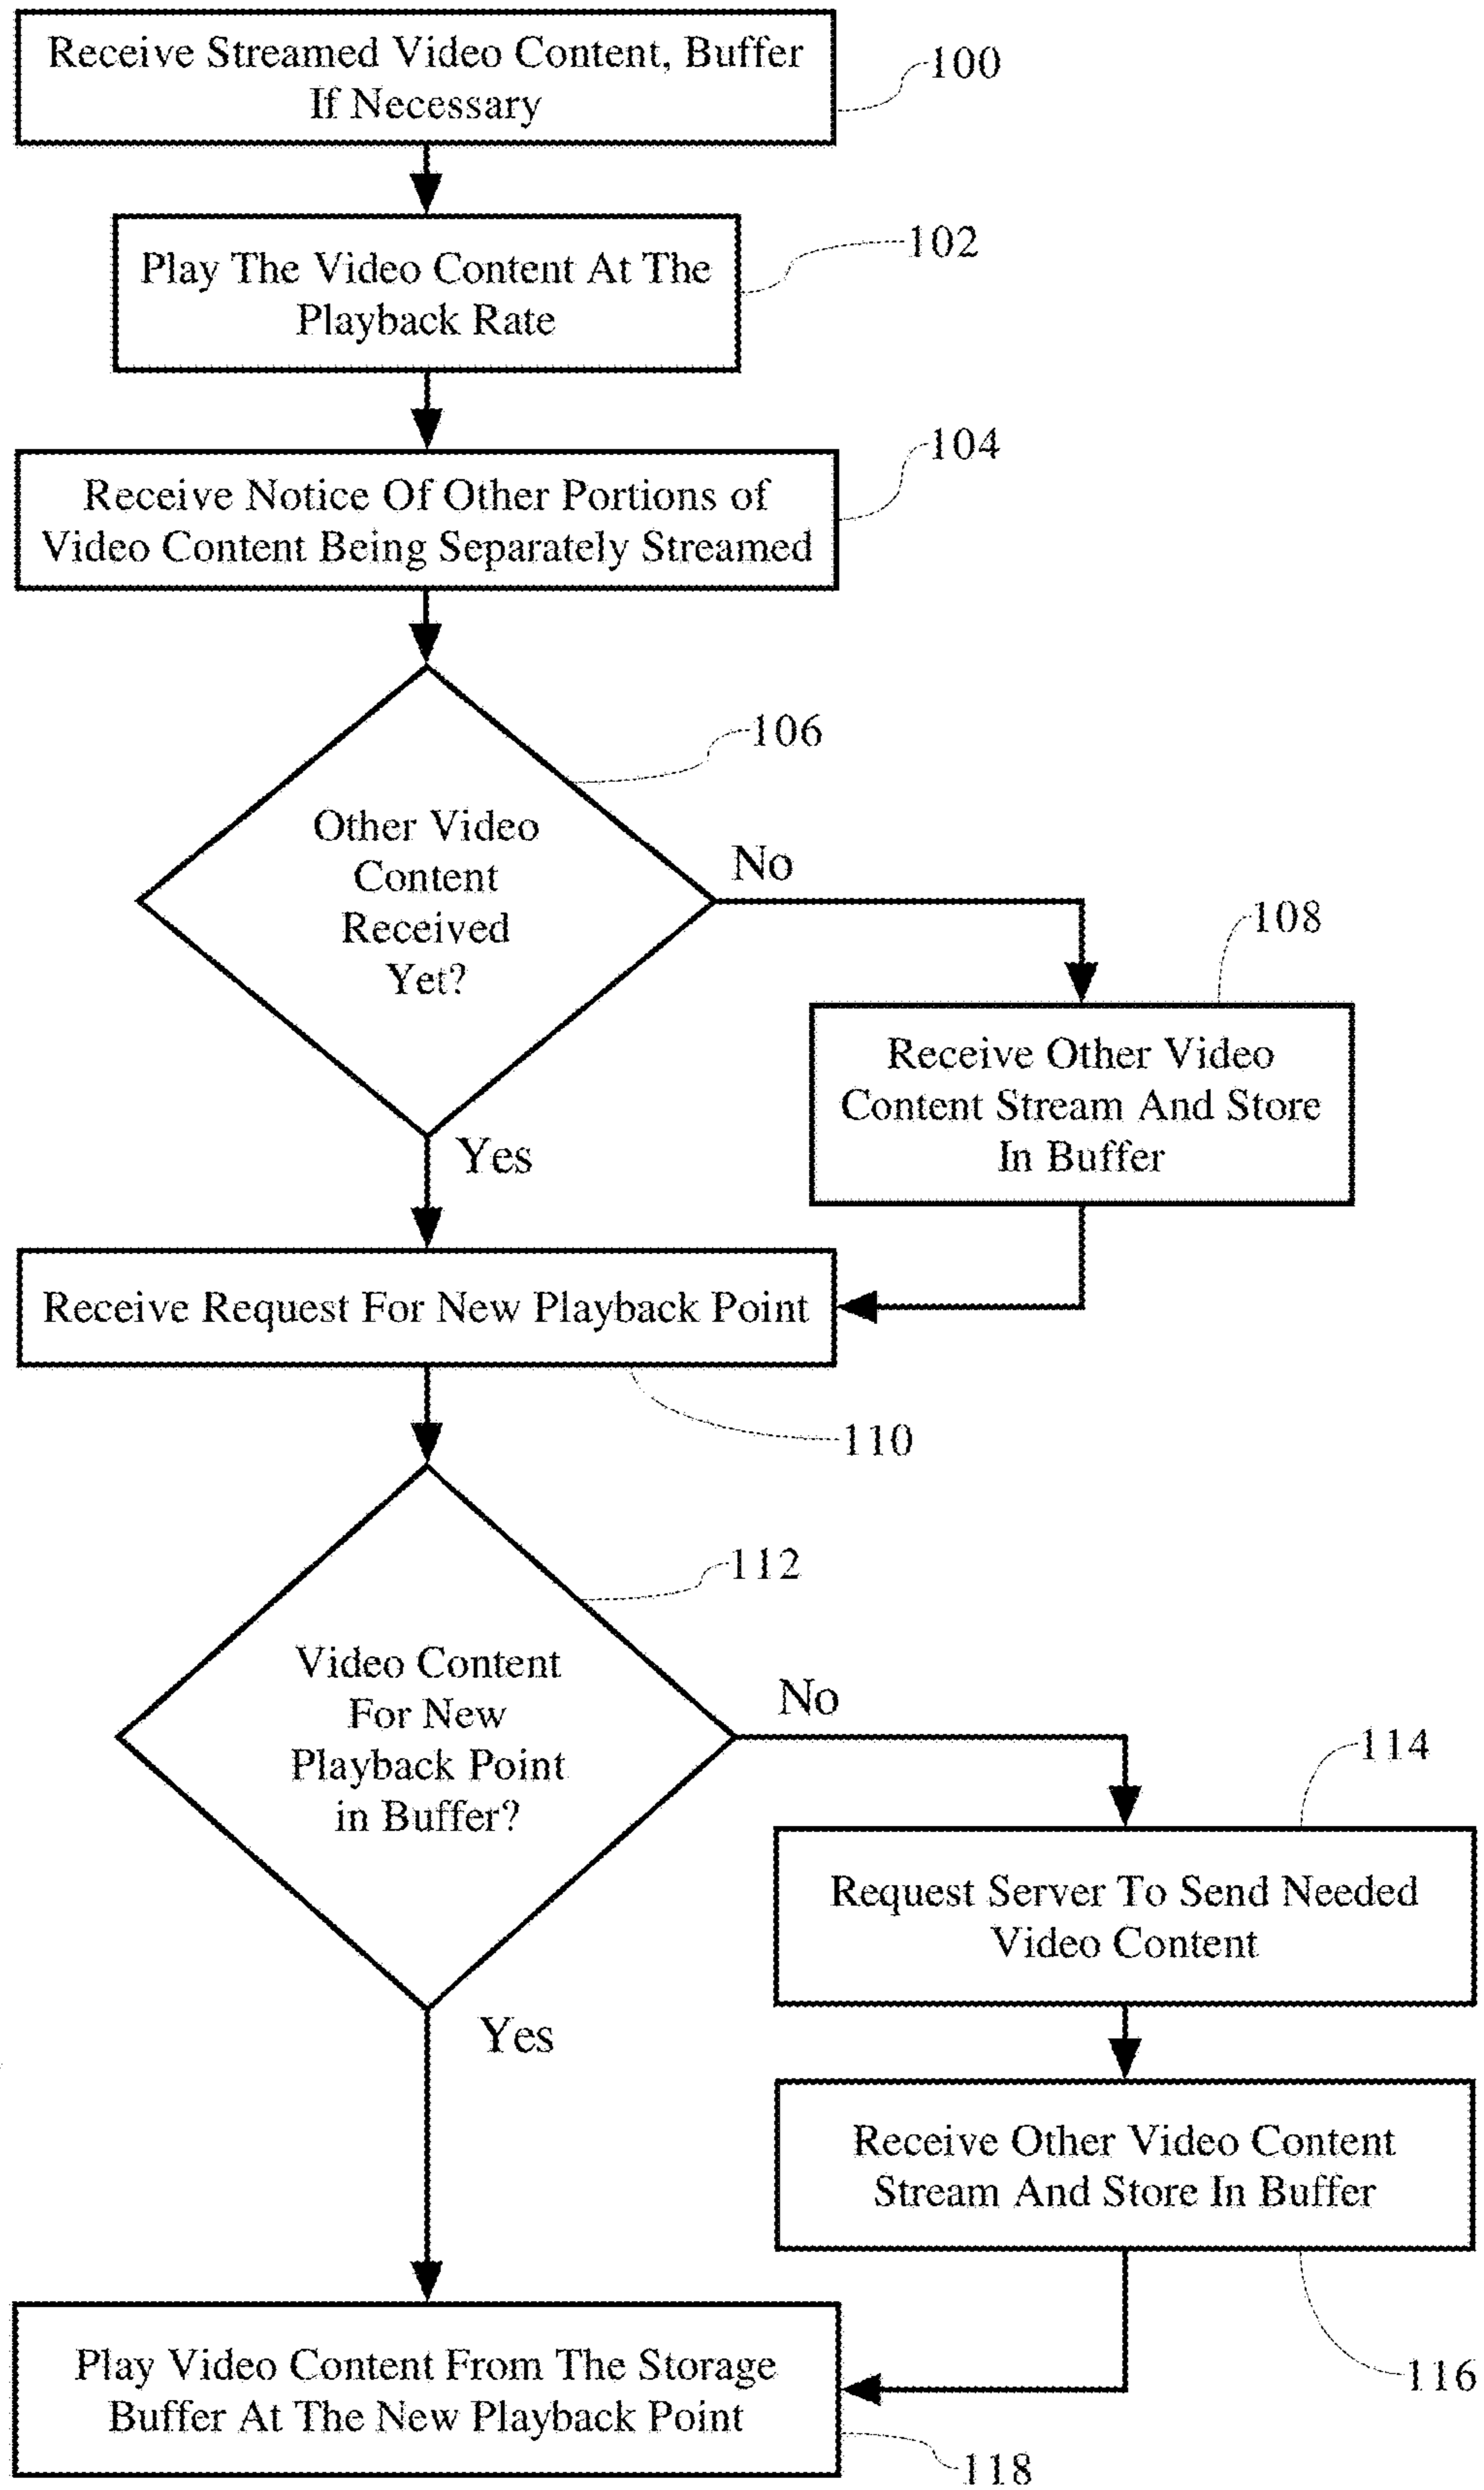 Receive Streamed Video Content, Buffer
If Necessary
100
Play The Video Content At The
Playback Rate
102
Receive Notice Of Other Portions of
Video Content Being Separately Streamed
104
Other Video
Content
Received
Yet?
106
No
Yes
Receive Other Video
Content Stream And Store
In Buffer
108
Receive Request For New Playback Point
110
Video Content
For New
Playback Point
in Buffer?
112
No
Yes
Request Server To Send Needed
Video Content
114
Receive Other Video Content
Stream And Store In Buffer
116
Play Video Content From The Storage
Buffer At The New Playback Point
118